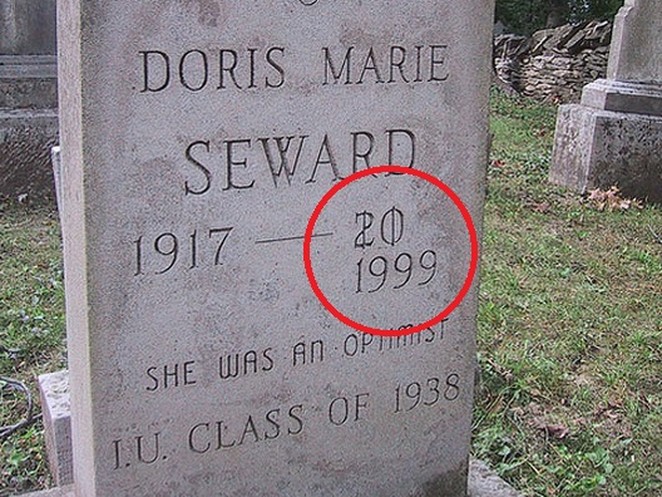 DORIS MARIE
SEWARD
1917 — 20
1999
SHE WAS AN OPTIMIST
I.U. CLASS OF 1938